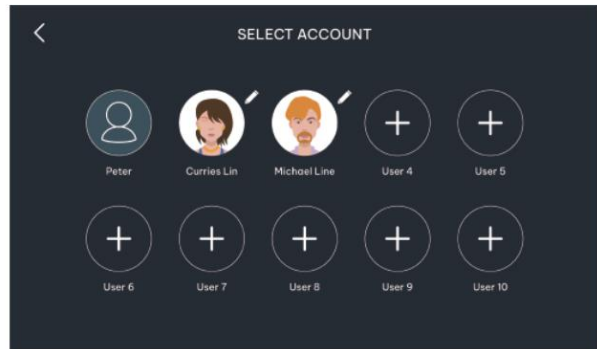 SELECT ACCOUNT
Peter
Curries Lin
Michael Line
User 4
User 5
User 6
User 7
User 8
User 9
User 10